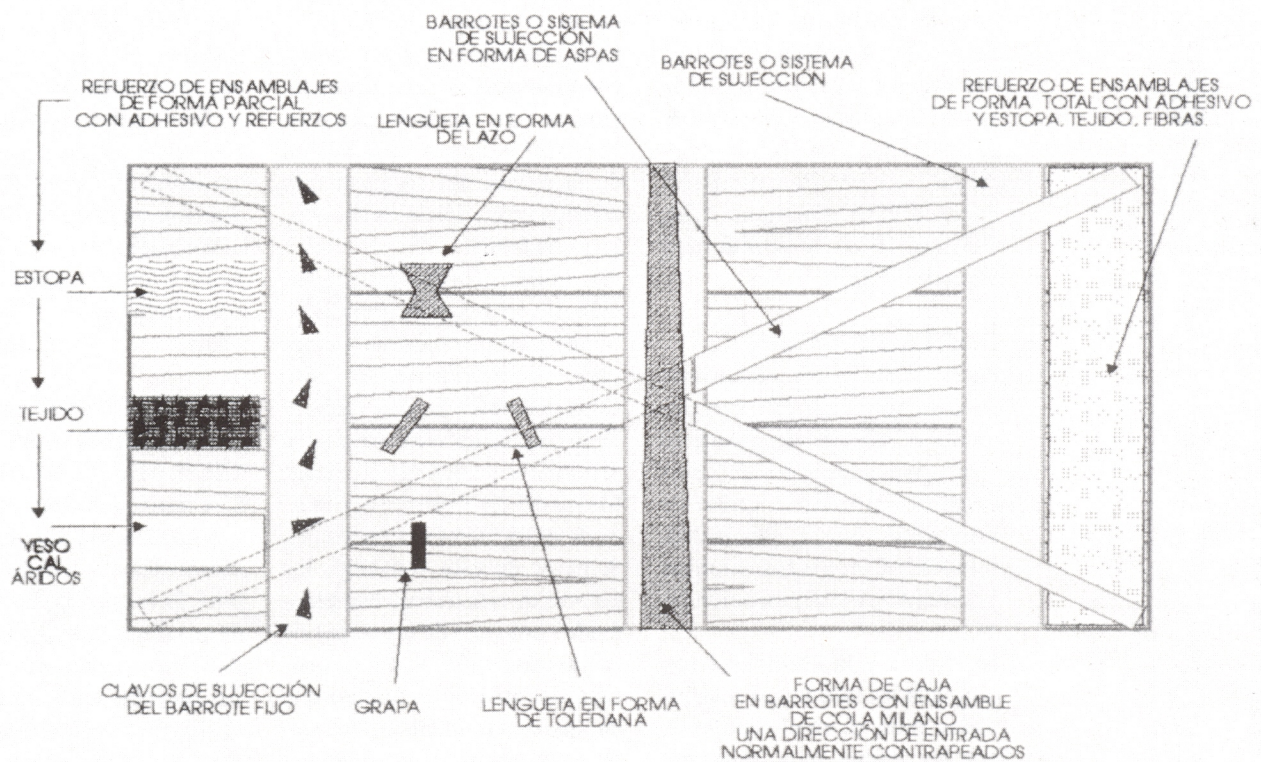 BARROTES O SISTEMA
DE SUJECCIÓN
EN FORMA DE ASPAS
BARROTES O SISTEMA
DE SUJECCIÓN
REFUERZO DE ENSAMBLAJES
DE FORMA PARCIAL
CON ADHESIVO Y REFUERZOS
LENGÜETA EN FORMA
DE LAZO
REFUERZO DE ENSAMBLAJES
DE FORMA TOTAL CON ADHESIVO
Y ESTOPA, TEJIDO, FIBRAS.
ESTOPA
TEJIDO
YESO
CAL
ÁRIDOS
CLAVOS DE SUJECCIÓN
DEL BARROTE FIJO
GRAPA
LENGÜETA EN FORMA
DE TOLEDANA
FORMA DE CAJA
EN BARROTES CON ENSAMBLE
DE COLA MILANO
UNA DIRECCIÓN DE ENTRADA
NORMALMENTE CONTRAPEADOS